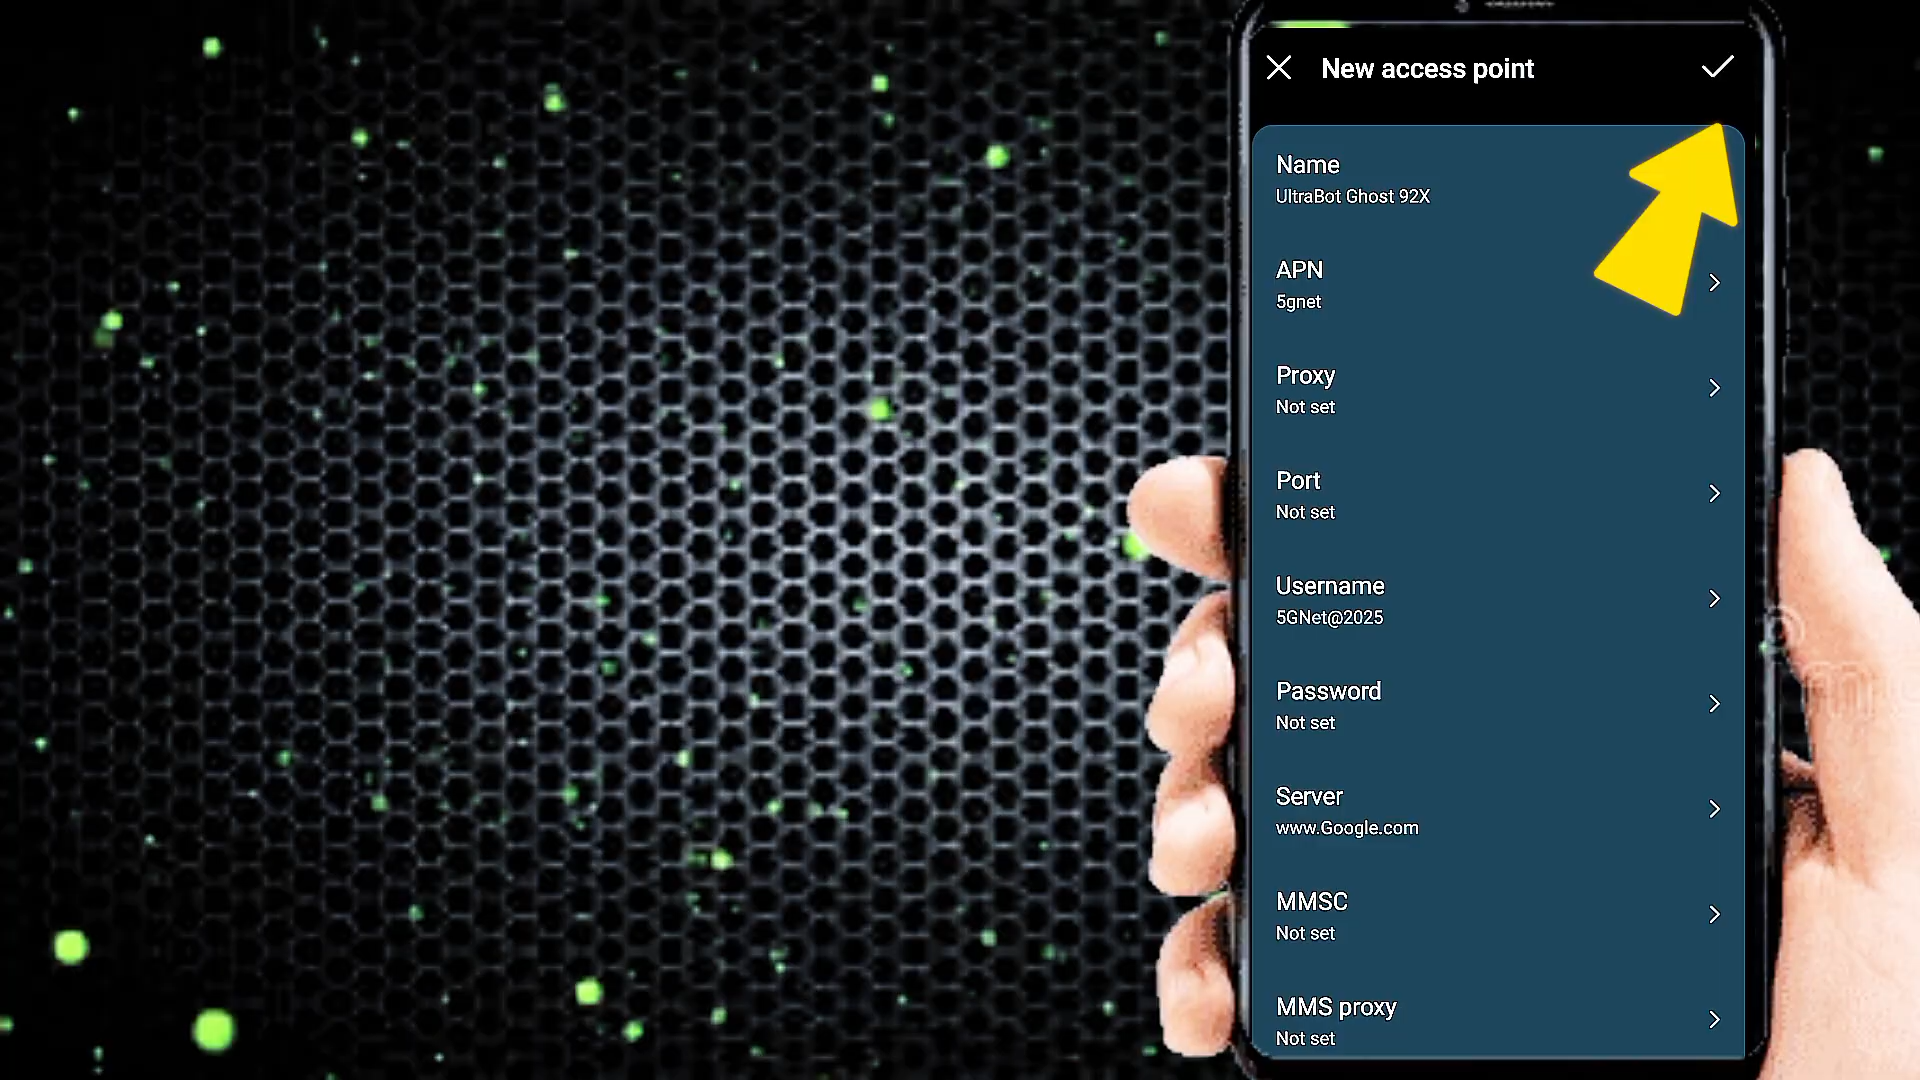 New access point
Name
UltraBot Ghost 92X
APN
5gnet
Proxy
Not set
Port
Not set
Username
5GNet@2025
Password
Not set
Server
www.Google.com
MMSC
Not set
MMS proxy
Not set